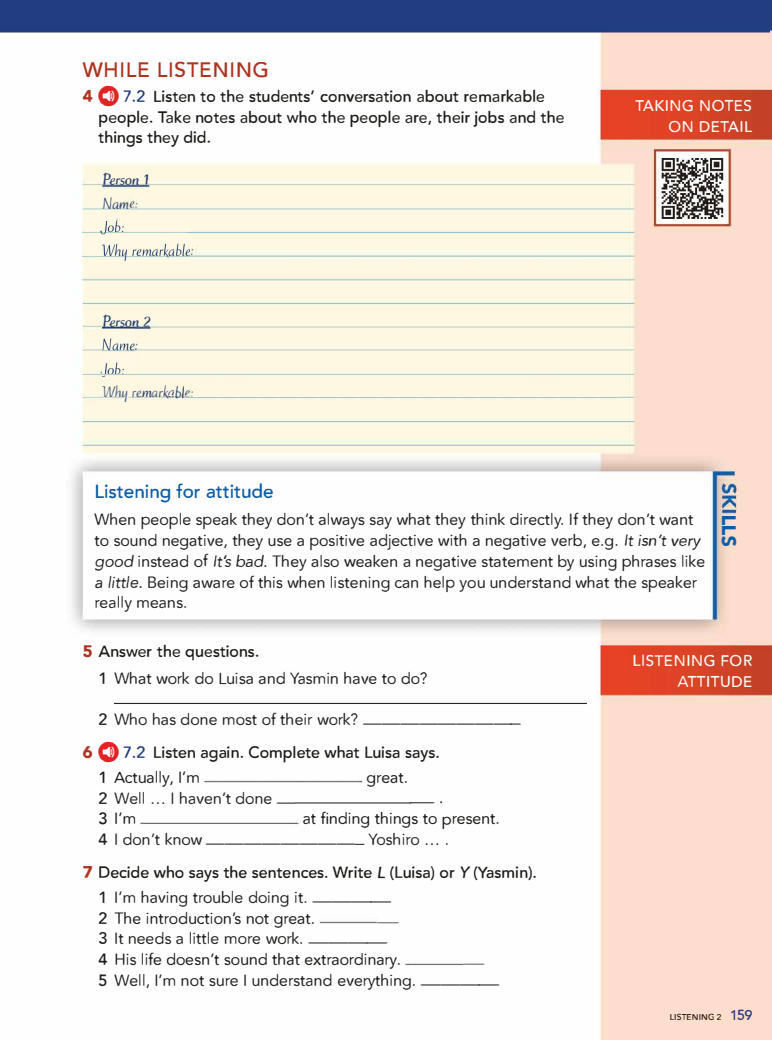 WHILE LISTENING
4 7.2 Listen to the students' conversation about remarkable
people. Take notes about who the people are, their jobs and the
things they did.
TAKING NOTES
ON DETAIL
Person 1
Name:
Job:
Why remarkable:
Person 2
Name:
Job:
Why remarkable:
Listening for attitude
When people speak they don't always say what they think directly. If they don't want
to sound negative, they use a positive adjective with a negative verb, e.g. It isn't very
good instead of It's bad. They also weaken a negative statement by using phrases like
a little. Being aware of this when listening can help you understand what the speaker
really means.
SKILLS
5 Answer the questions.
1 What work do Luisa and Yasmin have to do?
2 Who has done most of their work?
LISTENING FOR
ATTITUDE
6 7.2 Listen again. Complete what Luisa says.
1 Actually, I'm ____ great.
2 Well ... I haven't done ____ .
3 I'm ____ at finding things to present.
4 I don't know ____ Yoshiro ... .
7 Decide who says the sentences. Write L (Luisa) or Y (Yasmin).
1 I'm having trouble doing it. ____
2 The introduction's not great. ____
3 It needs a little more work. ____
4 His life doesn't sound that extraordinary. ____
5 Well, I'm not sure I understand everything. ____
LISTENING 2 159